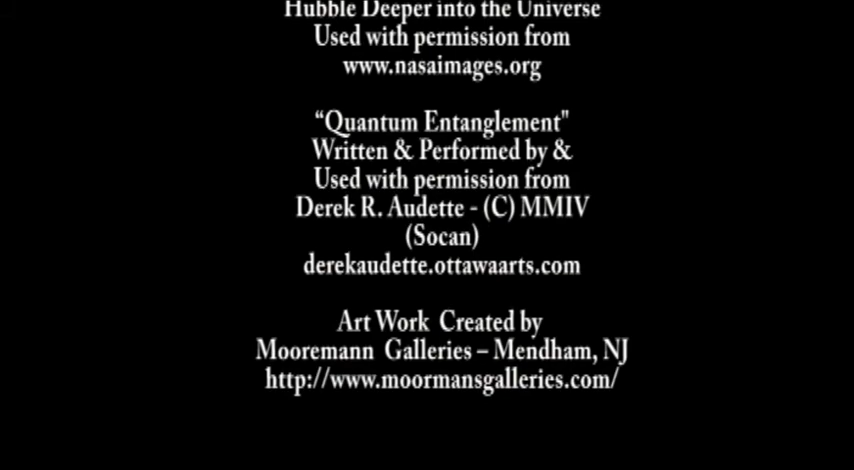 Hubble Deeper into the Universe
Used with permission from
www.nasaimages.org
“Quantum Entanglement"
Written & Performed by &
Used with permission from
Derek R. Audette - (C) MMIV
(Socan)
derekaudette.ottawaarts.com
Art Work Created by
Mooremann Galleries – Mendham, NJ
http://www.moormansgalleries.com/